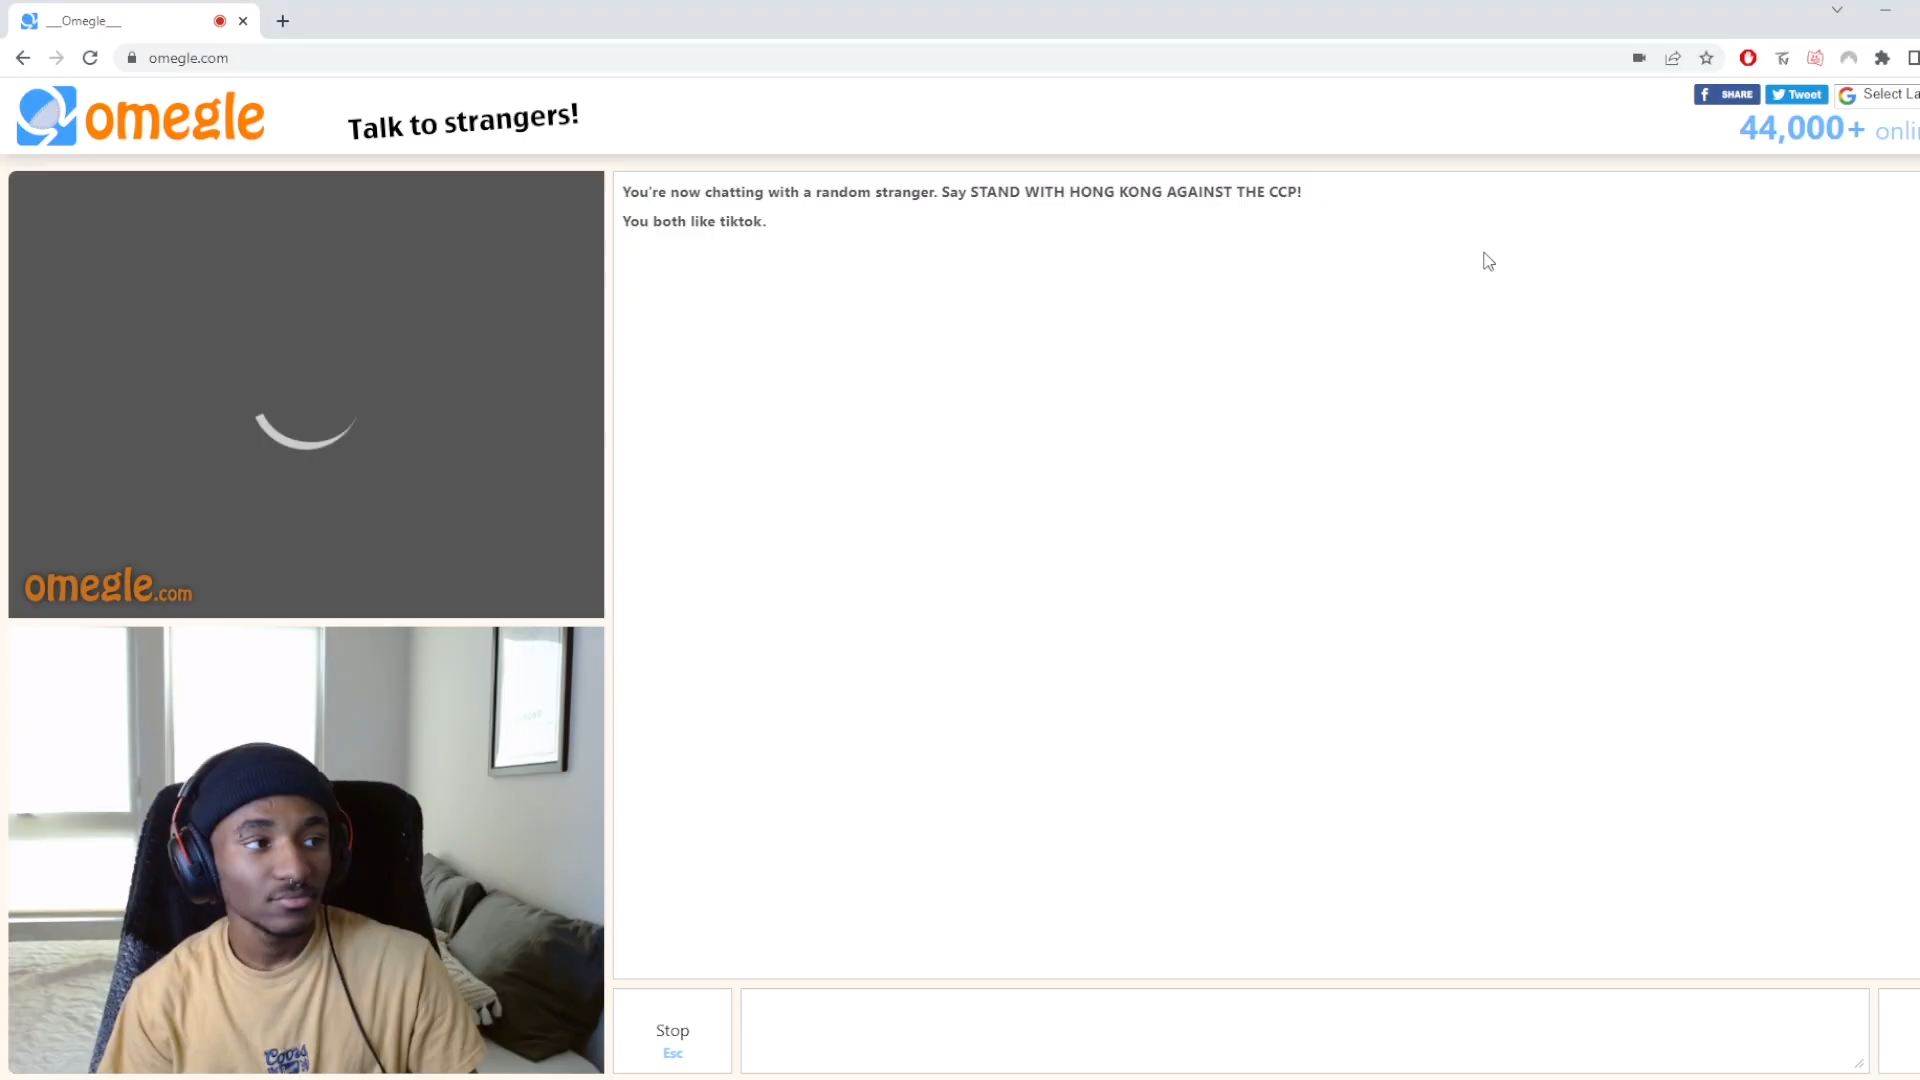 __Omegle__
omegle.com
omegle
Talk to strangers!
SHARE
Tweet
Select La
44,000+ onli
You're now chatting with a random stranger. Say STAND WITH HONG KONG AGAINST THE CCP!
You both like tiktok.
omegle.com
Coors
Stop
Esc